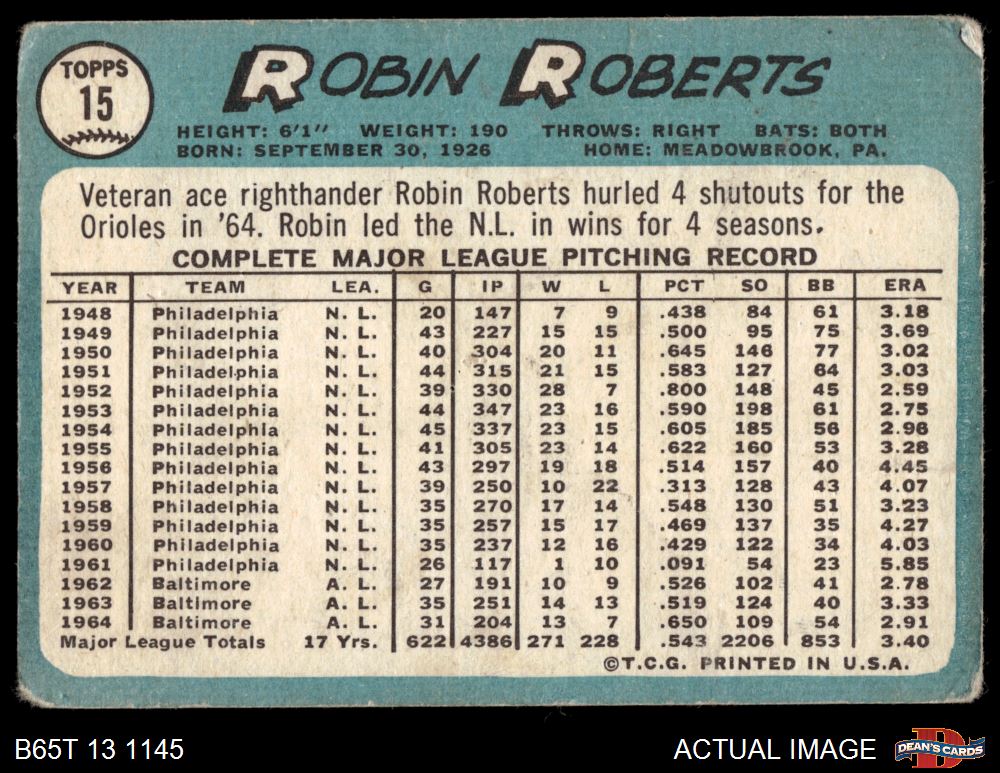 TOPPS
15
ROBIN ROBERTS
HEIGHT: 6'1" WEIGHT: 190 THROWS: RIGHT BATS: BOTH
BORN: SEPTEMBER 30, 1926 HOME: MEADOWBROOK, PA.
Veteran ace righthander Robin Roberts hurled 4 shutouts for the
Orioles in '64. Robin led the N.L. in wins for 4 seasons.
COMPLETE MAJOR LEAGUE PITCHING RECORD
YEAR TEAM LEA. G IP W L PCT SO BB ERA
1948 Philadelphia N. L. 20 147 7 9 .438 84 61 3.18
1949 Philadelphia N. L. 43 227 15 15 .500 95 75 3.69
1950 Philadelphia N. L. 40 304 20 11 .645 146 77 3.02
1951 Philadelphia N. L. 44 315 21 15 .583 127 64 3.03
1952 Philadelphia N. L. 39 330 28 7 .800 148 45 2.59
1953 Philadelphia N. L. 44 347 23 16 .590 198 61 2.75
1954 Philadelphia N. L. 45 337 23 15 .605 185 56 2.96
1955 Philadelphia N. L. 41 305 23 14 .622 160 53 3.28
1956 Philadelphia N. L. 43 297 19 18 .514 157 40 4.45
1957 Philadelphia N. L. 39 250 10 22 .313 128 43 4.07
1958 Philadelphia N. L. 35 270 17 14 .548 130 51 3.23
1959 Philadelphia N. L. 35 257 15 17 .469 137 35 4.27
1960 Philadelphia N. L. 35 237 12 16 .429 122 34 4.03
1961 Philadelphia N. L. 26 117 1 10 .091 54 23 5.85
1962 Baltimore A. L. 27 191 10 9 .526 102 41 2.78
1963 Baltimore A. L. 35 251 14 13 .519 124 40 3.33
1964 Baltimore A. L. 31 204 13 7 .650 109 54 2.91
Major League Totals 17 Yrs. 622 4386 271 228 .543 2206 853 3.40
©T.C.G. PRINTED IN U.S.A.
B65T 13 1145 ACTUAL IMAGE
D
DEAN'S CARDS